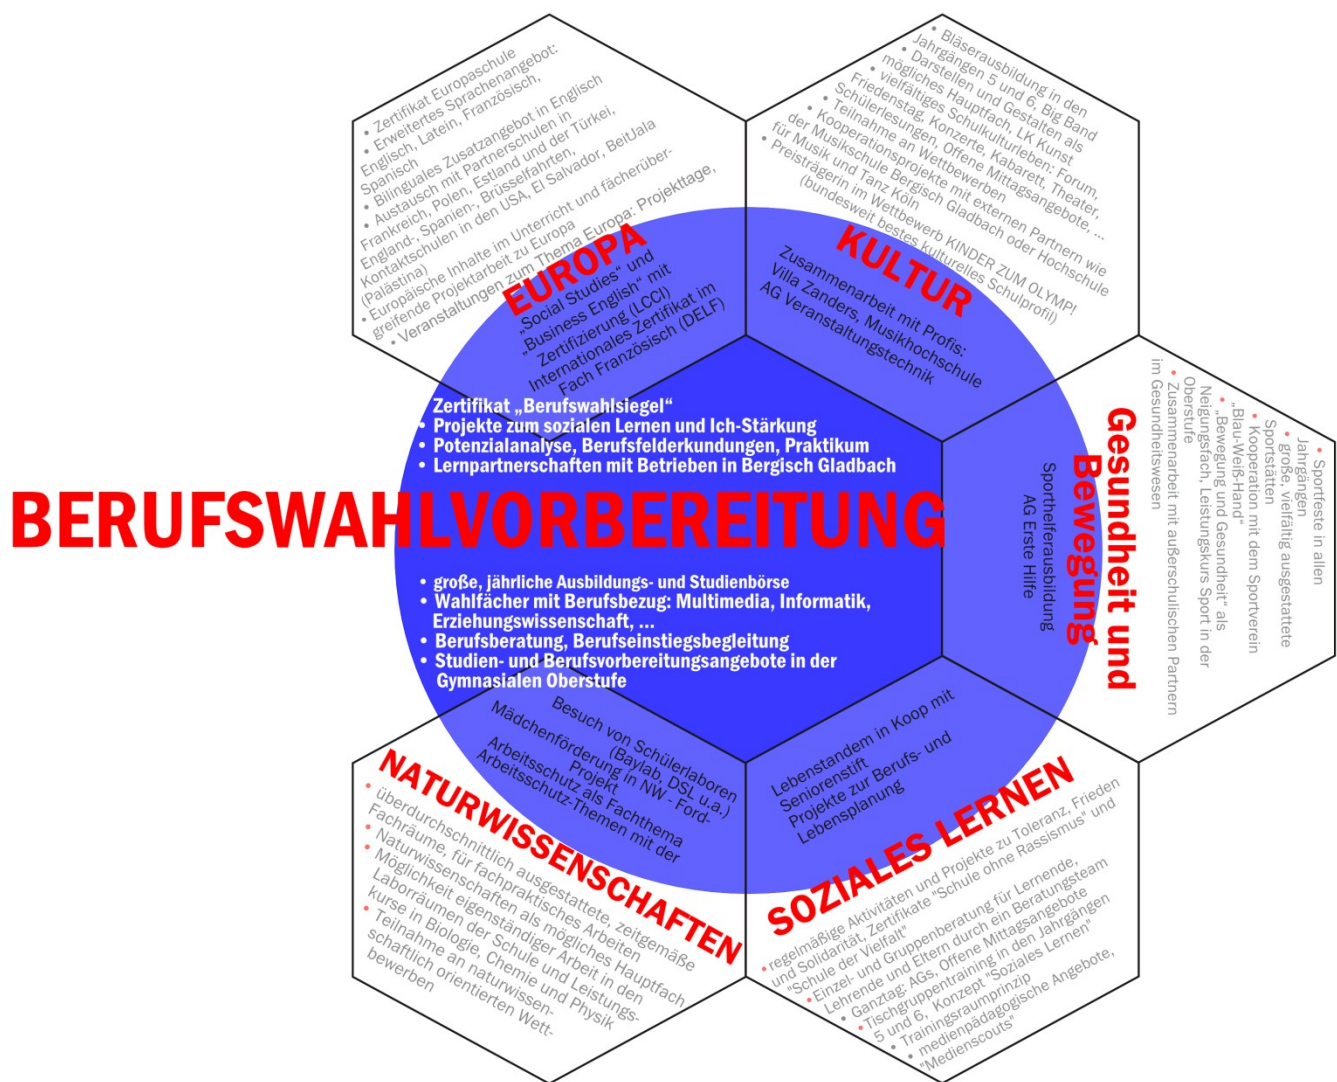 • Zertifikat Europaschule
• Erweitertes Sprachenangebot:
Englisch, Latein, Französisch,
Spanisch
• Bilinguales Zusatzangebot in Englisch
• Austausch mit Partnerschulen in
Frankreich, Polen, Estland und der Türkei,
England-, Spanien-, Brüsselfahrten,
Kontaktschulen in den USA, El Salvador, BeitJala
(Palästina)
• Europäische Inhalte im Unterricht und fächerüber-
greifende Projektarbeit zu Europa
• Veranstaltungen zum Thema Europa: Projekttage,
EUROPA
„Social Studies“ und
„Business English“ mit
Zertifizierung (LCCI)
Internationales Zertifikat im
Fach Französisch (DELF)
• Bläserausbildung in den
Jahrgängen 5 und 6, Big Band
• Darstellen und Gestalten als
mögliches Hauptfach, LK Kunst
• vielfältiges Schulkulturleben: Forum,
Friedenstag, Konzerte, Kabarett, Theater,
Schülerlesungen, Offene Mittagsangebote, ...
• Teilnahme an Wettbewerben
• Kooperationsprojekte mit externen Partnern wie
der Musikschule Bergisch Gladbach oder Hochschule
für Musik und Tanz Köln
• Preisträgerin im Wettbewerb KINDER ZUM OLYMP!
(bundesweit bestes kulturelles Schulprofil)
KULTUR
Zusammenarbeit mit Profis:
Villa Zanders, Musikhochschule
AG Veranstaltungstechnik
• Sportfeste in allen
Jahrgängen
• große, vielfältig ausgestattete
Sportstätten
• Kooperation mit dem Sportverein
„Blau-Weiß-Hand“
• „Bewegung und Gesundheit“ als
Neigungsfach, Leistungskurs Sport in der
Oberstufe
• Zusammenarbeit mit außerschulischen Partnern
im Gesundheitswesen
Gesundheit und
Bewegung
Sporthelferausbildung
AG Erste Hilfe
Zertifikat „Berufswahlsiegel“
• Projekte zum sozialen Lernen und Ich-Stärkung
• Potenzialanalyse, Berufsfelderkundungen, Praktikum
• Lernpartnerschaften mit Betrieben in Bergisch Gladbach
BERUFSWAHLVORBEREITUNG
• große, jährliche Ausbildungs- und Studienbörse
• Wahlfächer mit Berufsbezug: Multimedia, Informatik,
Erziehungswissenschaft, ...
• Berufsberatung, Berufseinstiegsbegleitung
• Studien- und Berufsvorbereitungsangebote in der
Gymnasialen Oberstufe
Besuch von Schülerlaboren
(Baylab, DSL u.a.)
Mädchenförderung in NW - Ford-
Projekt
Arbeitsschutz als Fachthema
Arbeitsschutz-Themen mit der
NATURWISSENSCHAFTEN
• überdurchschnittlich ausgestattete, zeitgemäße
Fachräume, für fachpraktisches Arbeiten
• Naturwissenschaften als mögliches Hauptfach
• Möglichkeit eigenständiger Arbeit in den
Laborräumen der Schule und Leistungs-
kurse in Biologie, Chemie und Physik
• Teilnahme an naturwissen-
schaftlich orientierten Wett-
bewerben
Lebenstandem in Koop mit
Seniorenstift
Projekte zur Berufs- und
Lebensplanung
SOZIALES LERNEN
• regelmäßige Aktivitäten und Projekte zu Toleranz, Frieden
und Solidarität, Zertifikate "Schule ohne Rassismus" und
"Schule der Vielfalt"
• Einzel- und Gruppenberatung für Lernende,
Lehrende und Eltern durch ein Beratungsteam
• Ganztag: AGs, Offene Mittagsangebote
• Tischgruppentraining in den Jahrgängen
5 und 6, Konzept "Soziales Lernen"
• Trainingsraumprinzip
• medienpädagogische Angebote,
"Medienscouts"